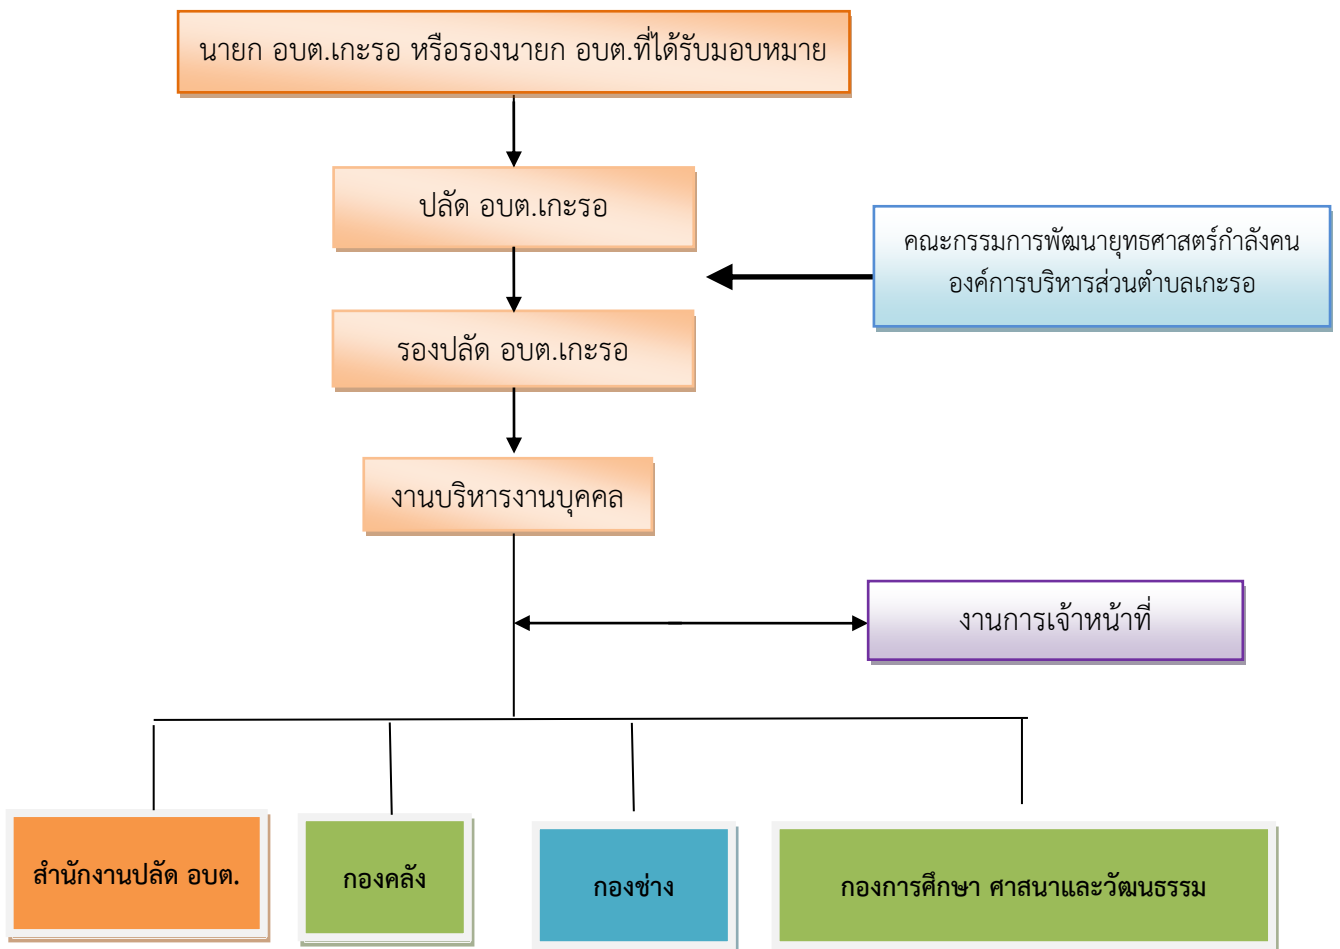 นายก อบต.เกะรอ หรือรองนายก อบต.ที่ได้รับมอบหมาย
ปลัด อบต.เกะรอ
คณะกรรมการพัฒนายุทธศาสตร์กำลังคน
องค์การบริหารส่วนตำบลเกะรอ
รองปลัด อบต.เกะรอ
งานบริหารงานบุคคล
งานการเจ้าหน้าที่
สำนักงานปลัด อบต.
กองคลัง
กองช่าง
กองการศึกษา ศาสนาและวัฒนธรรม